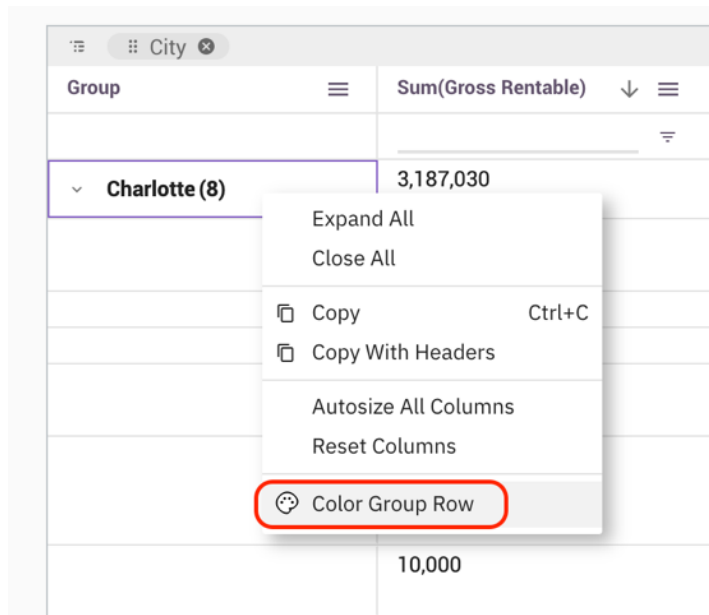 City
Group
Sum(Gross Rentable)
Charlotte (8)
3,187,030
Expand All
Close All
Copy Ctrl+C
Copy With Headers
Autosize All Columns
Reset Columns
Color Group Row
10,000